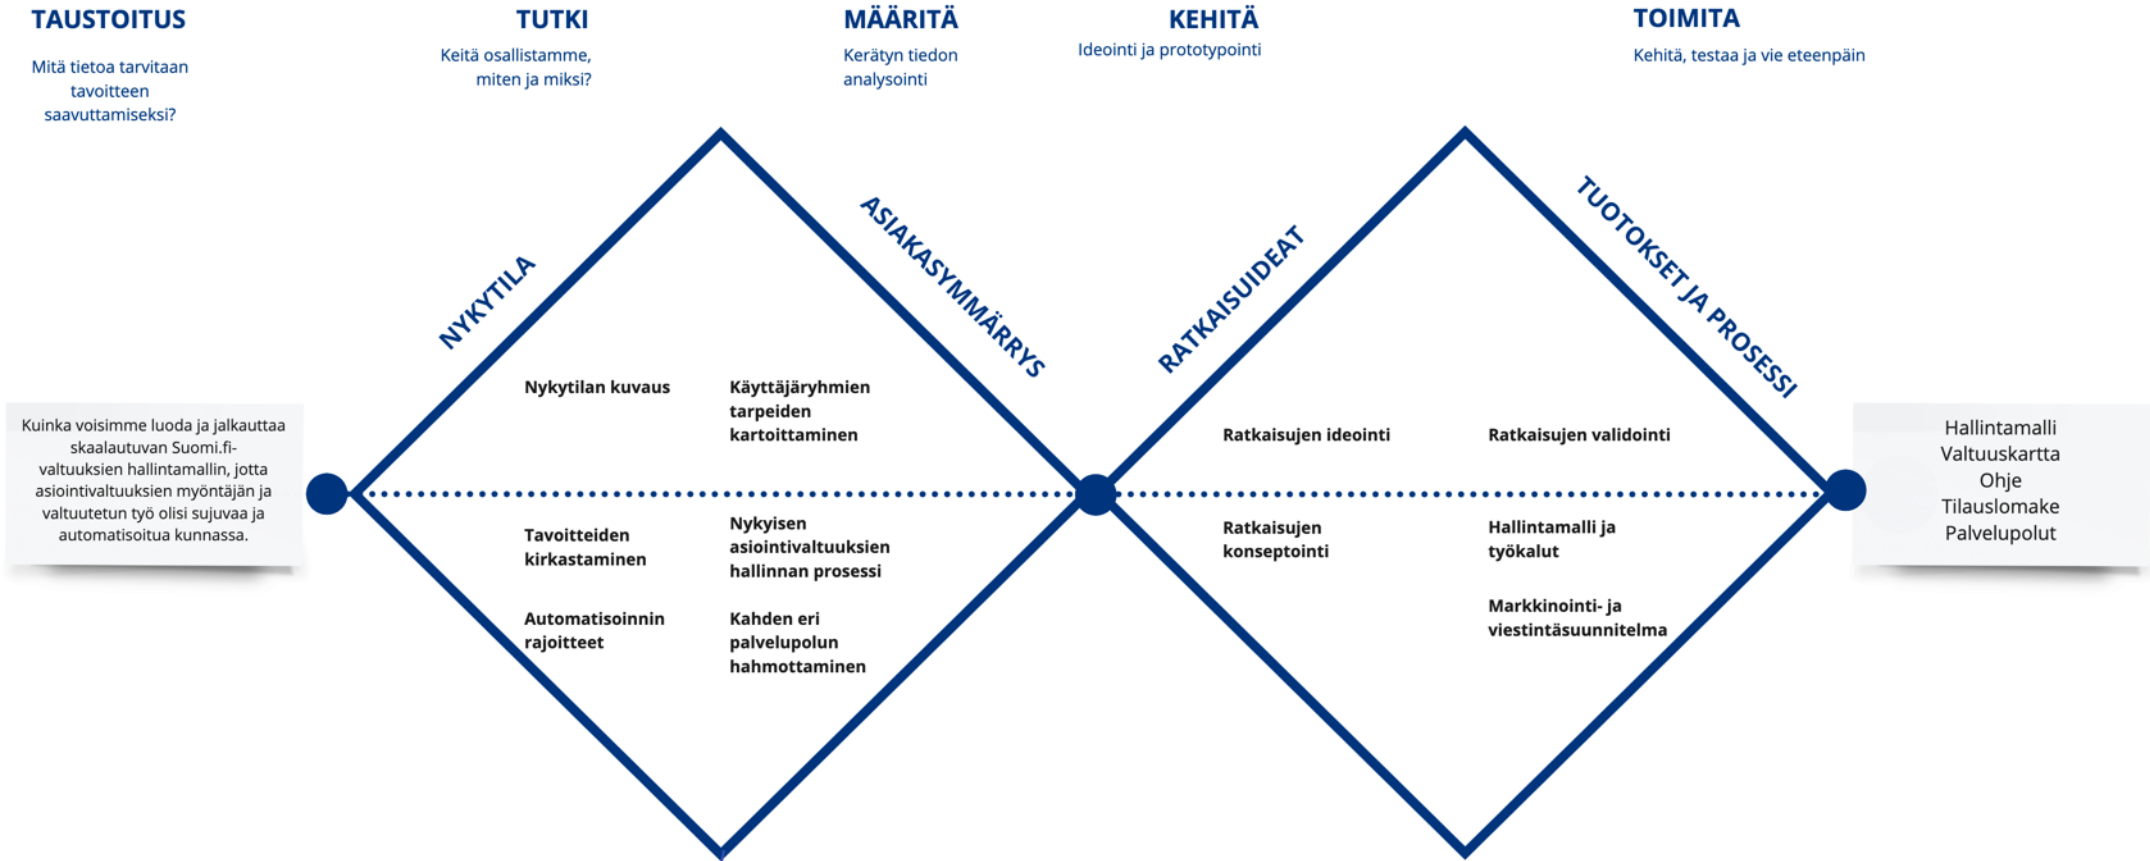 TAUSTOITUS
Mitä tietoa tarvitaan
tavoitteen
saavuttamiseksi?
TUTKI
Keitä osallistamme,
miten ja miksi?
MÄÄRITÄ
Kerätyn tiedon
analysointi
KEHITÄ
Ideointi ja prototypointi
TOIMITA
Kehitä, testaa ja vie eteenpäin
NYKYTILA
ASIAKASYMMÄRRYS
RATKAISUIDEAT
TUOTOKSET JA PROSESSI
Kuinka voisimme luoda ja jalkauttaa
skaalautuvan Suomi.fi-
valtuuksien hallintamallin, jotta
asiointivaltuuksien myöntäjän ja
valtuutetun työ olisi sujuvaa ja
automatisoitua kunnassa.
Nykytilan kuvaus
Tavoitteiden
kirkastaminen
Automatisoinnin
rajoitteet
Käyttäjäryhmien
tarpeiden
kartoittaminen
Nykyisen
asiointivaltuuksien
hallinnan prosessi
Kahden eri
palvelupolun
hahmottaminen
Ratkaisujen ideointi
Ratkaisujen
konseptointi
Ratkaisujen validointi
Hallintamalli ja
työkalut
Markkinointi- ja
viestintäsuunnitelma
Hallintamalli
Valtuuskartta
Ohje
Tilauslomake
Palvelupolut